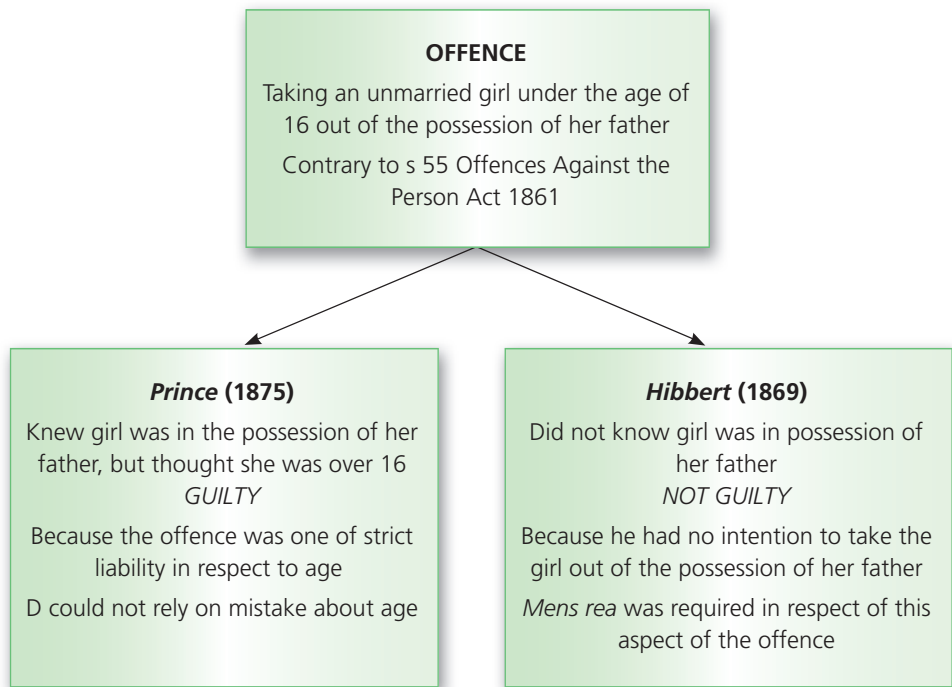 OFFENCE
Taking an unmarried girl under the age of
16 out of the possession of her father
Contrary to s 55 Offences Against the
Person Act 1861
Prince (1875)
Knew girl was in the possession of her
father, but thought she was over 16
GUILTY
Because the offence was one of strict
liability in respect to age
D could not rely on mistake about age
Hibbert (1869)
Did not know girl was in possession of
her father
NOT GUILTY
Because he had no intention to take the
girl out of the possession of her father
Mens rea was required in respect of this
aspect of the offence